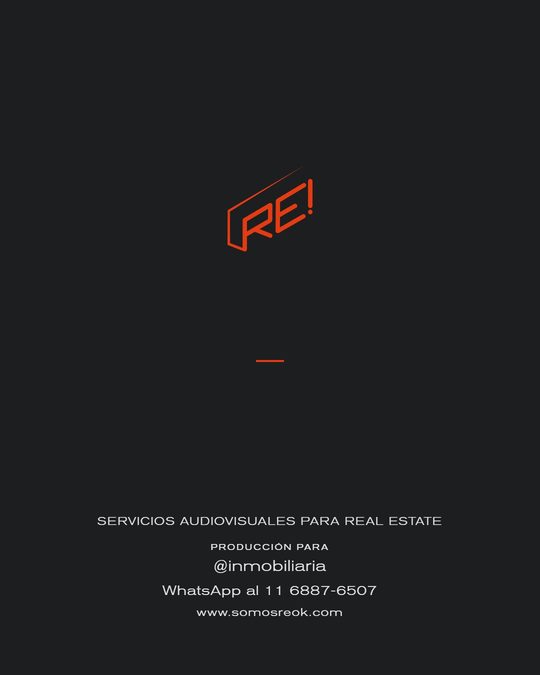 RE!
SERVICIOS AUDIOVISUALES PARA REAL ESTATE
PRODUCCIÓN PARA
@inmobiliaria
WhatsApp al 11 6887-6507
www.somosreok.com